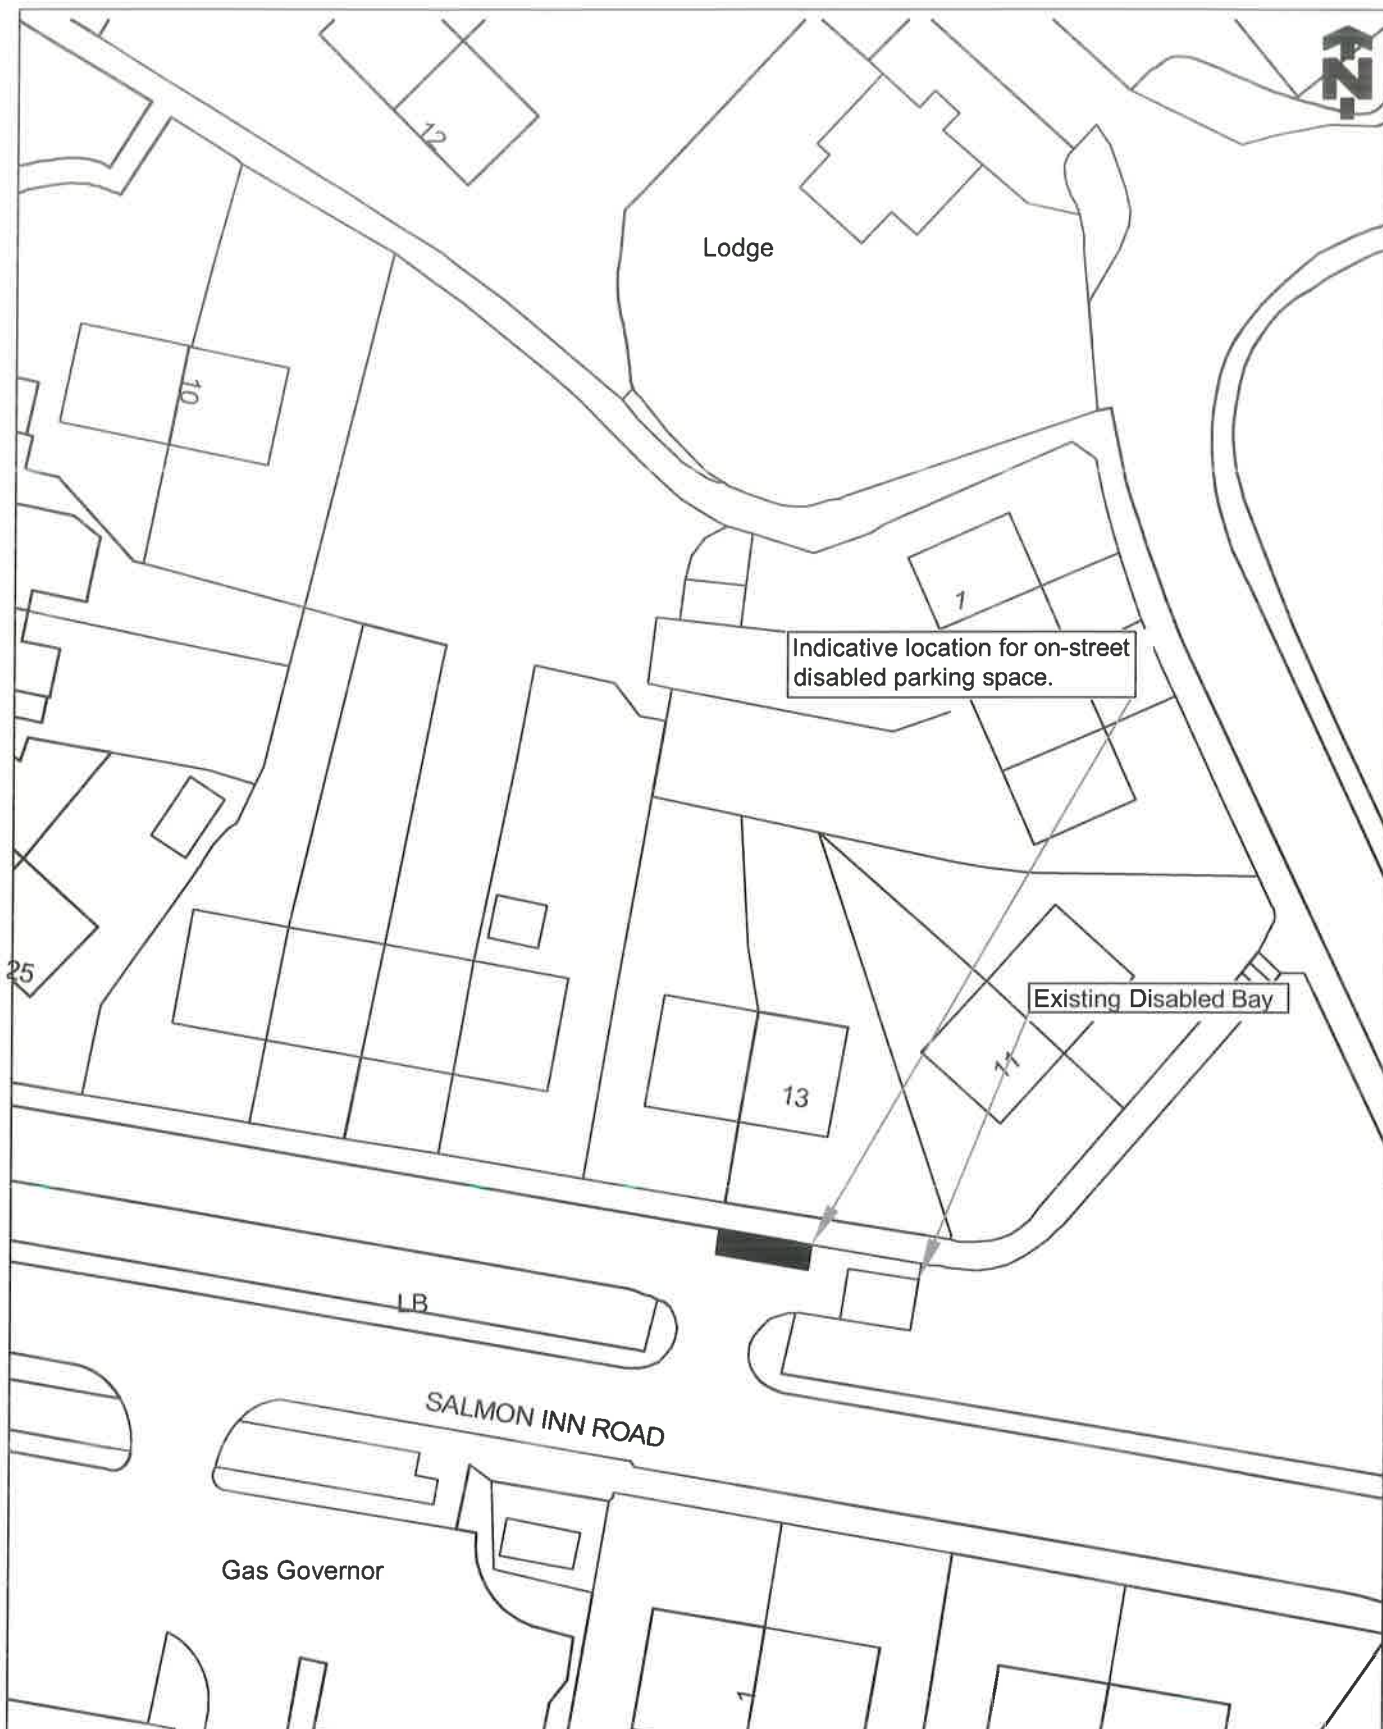 N
12
Lodge
10
1
Indicative location for on-street
disabled parking space.
25
Existing Disabled Bay
11
13
LB
SALMON INN ROAD
Gas Governor
1